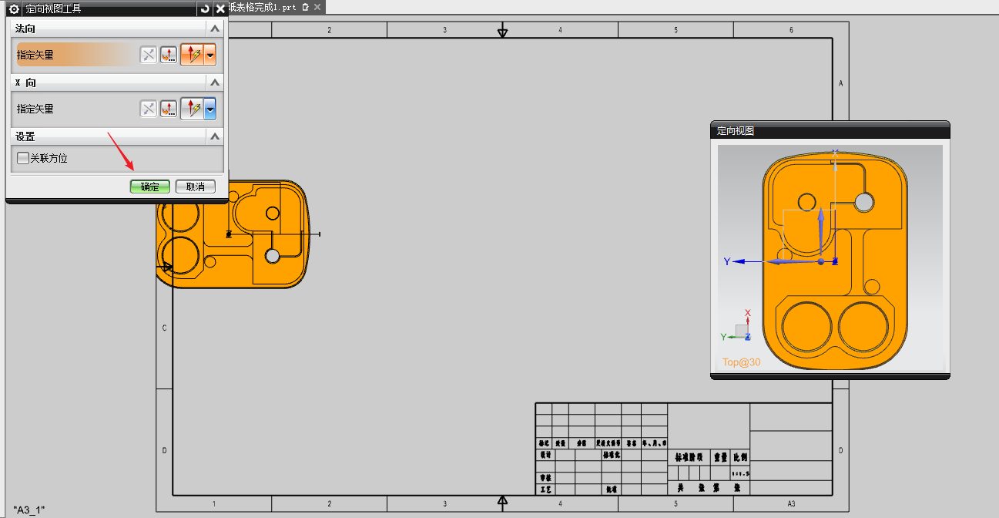 定向视图工具
纸表格完成1.prt
法向
指定矢量
X 向
指定矢量
设置
关联方位
确定 取消
2 3 4 5 6
A
定向视图
X
Y
X
Y
Z
Top@30
C
D
D
标记 处数 分区 更改文件号 签名 年、月、日
设计 标准化
标准阶段 重量 比例
审核
工艺 批准
共 张 第 张
1 2 3 4 5 A3
"A3_1"